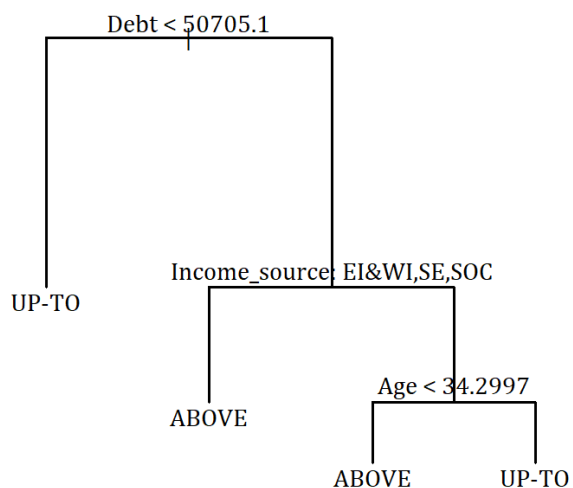 Debt < 50705.1
Income_source: EI&WI,SE,SOC
UP-TO
Age < 34.2997
ABOVE
ABOVE
UP-TO